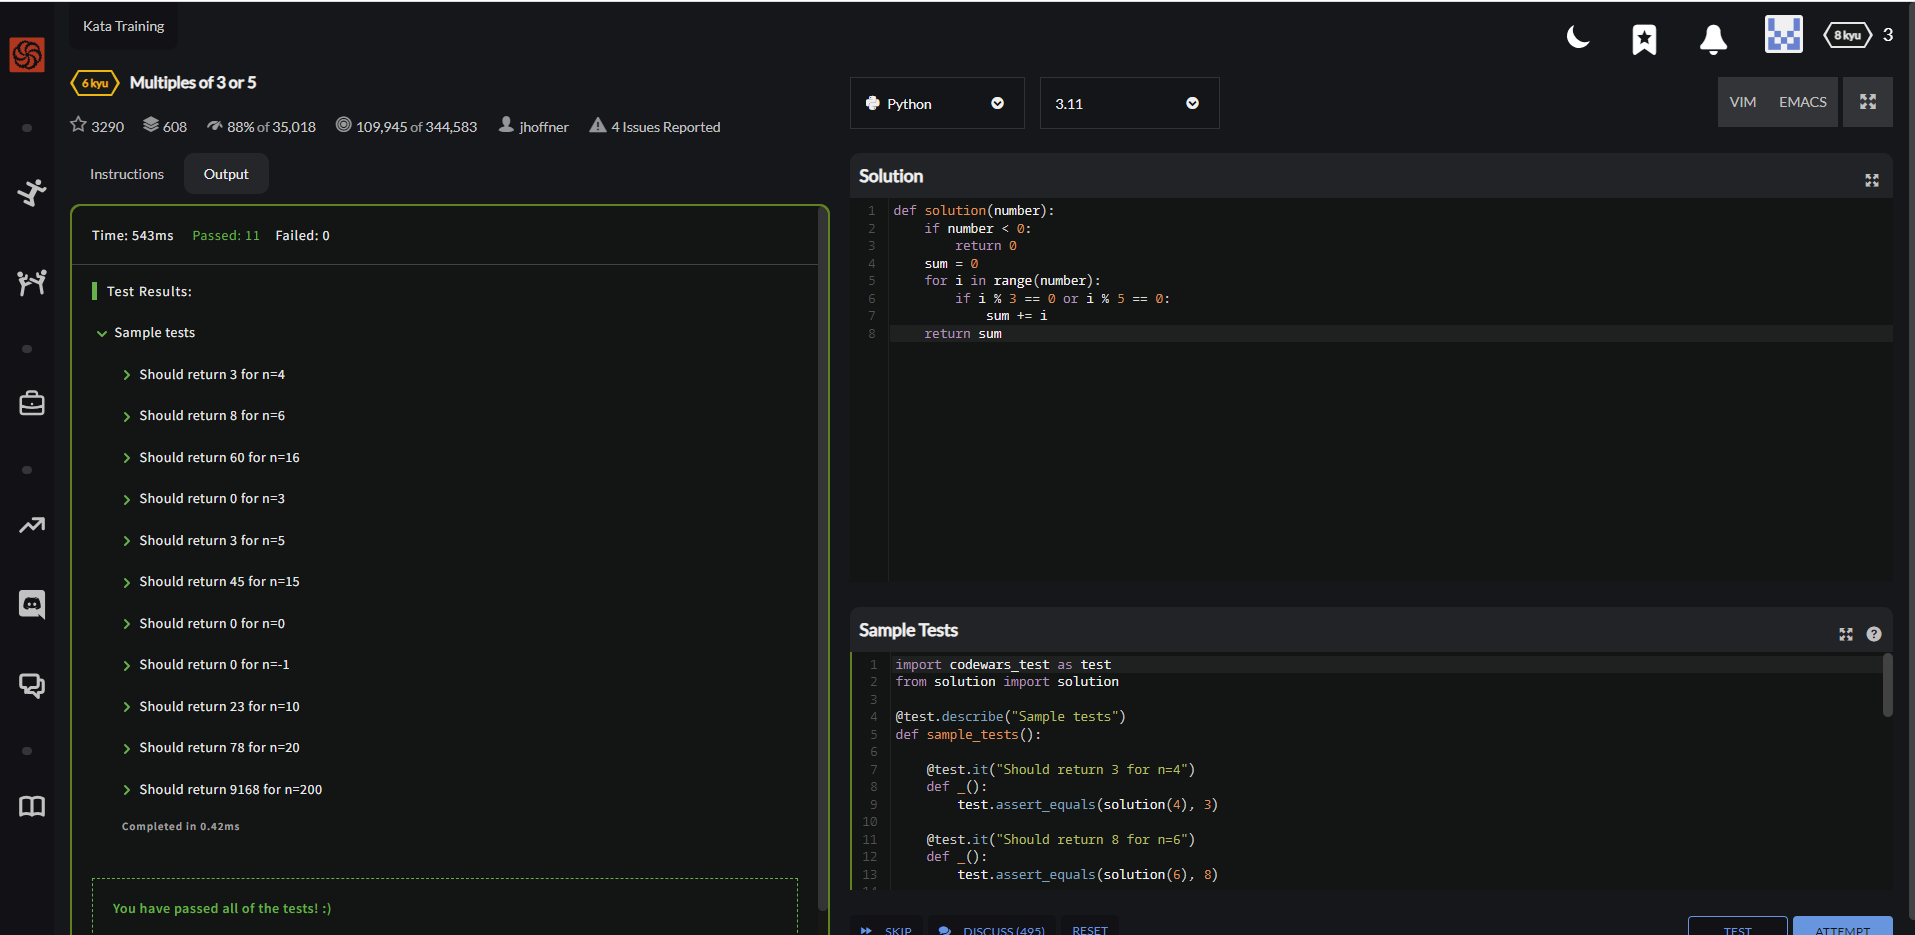 Kata Training
8 kyu 3
6 kyu Multiples of 3 or 5
3290 608 88% of 35,018 109,945 of 344,583 jhoffner 4 Issues Reported
Instructions Output
Time: 543ms Passed: 11 Failed: 0
Test Results:
Sample tests
Should return 3 for n=4
Should return 8 for n=6
Should return 60 for n=16
Should return 0 for n=3
Should return 3 for n=5
Should return 45 for n=15
Should return 0 for n=0
Should return 0 for n=-1
Should return 23 for n=10
Should return 78 for n=20
Should return 9168 for n=200
Completed in 0.42ms
You have passed all of the tests! :)
Python 3.11 VIM EMACS
Solution
1 def solution(number):
2     if number < 0:
3         return 0
4     sum = 0
5     for i in range(number):
6         if i % 3 == 0 or i % 5 == 0:
7             sum += i
8     return sum
Sample Tests ?
1 import codewars_test as test
2 from solution import solution
3
4 @test.describe("Sample tests")
5 def sample_tests():
6
7     @test.it("Should return 3 for n=4")
8     def _():
9         test.assert_equals(solution(4), 3)
10
11     @test.it("Should return 8 for n=6")
12     def _():
13         test.assert_equals(solution(6), 8)
14
SKIP DISCUSS (495) RESET TEST ATTEMPT